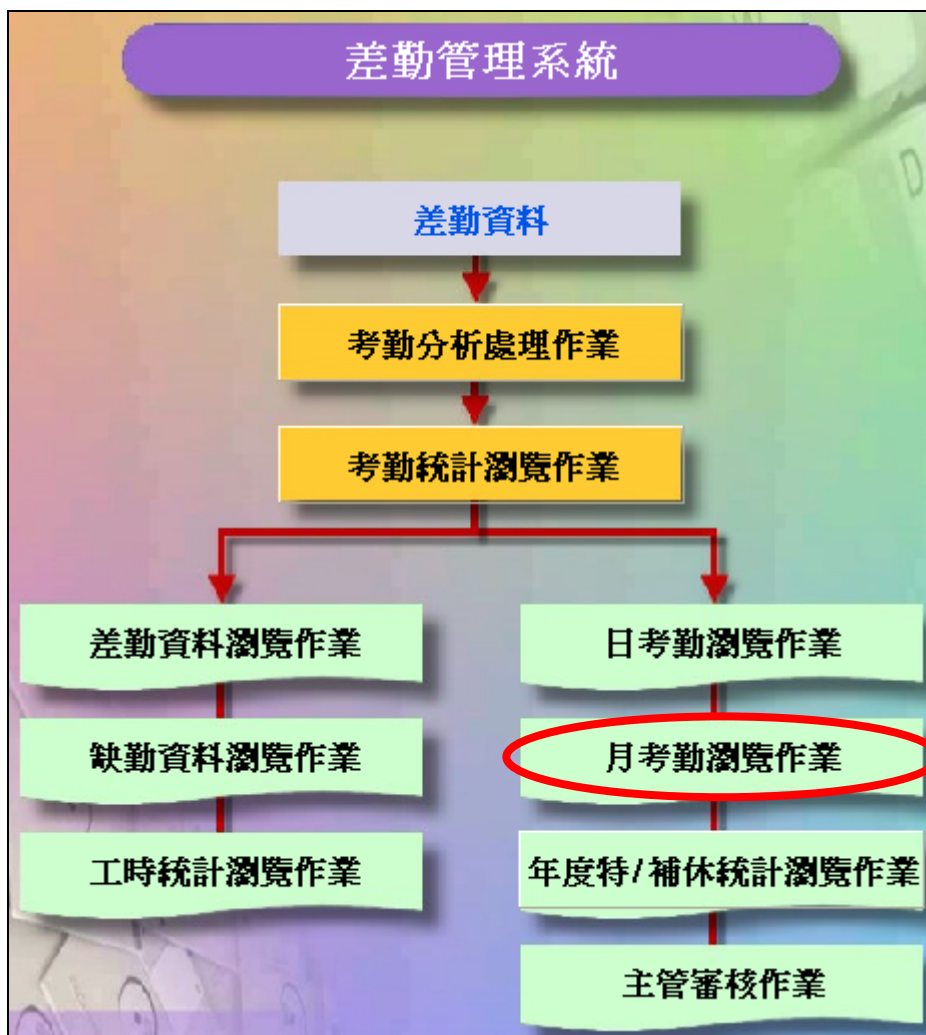 差勤管理系統
差勤資料
考勤分析處理作業
考勤統計瀏覽作業
差勤資料瀏覽作業
日考勤瀏覽作業
缺勤資料瀏覽作業
月考勤瀏覽作業
工時統計瀏覽作業
年度特/補休統計瀏覽作業
主管審核作業
D